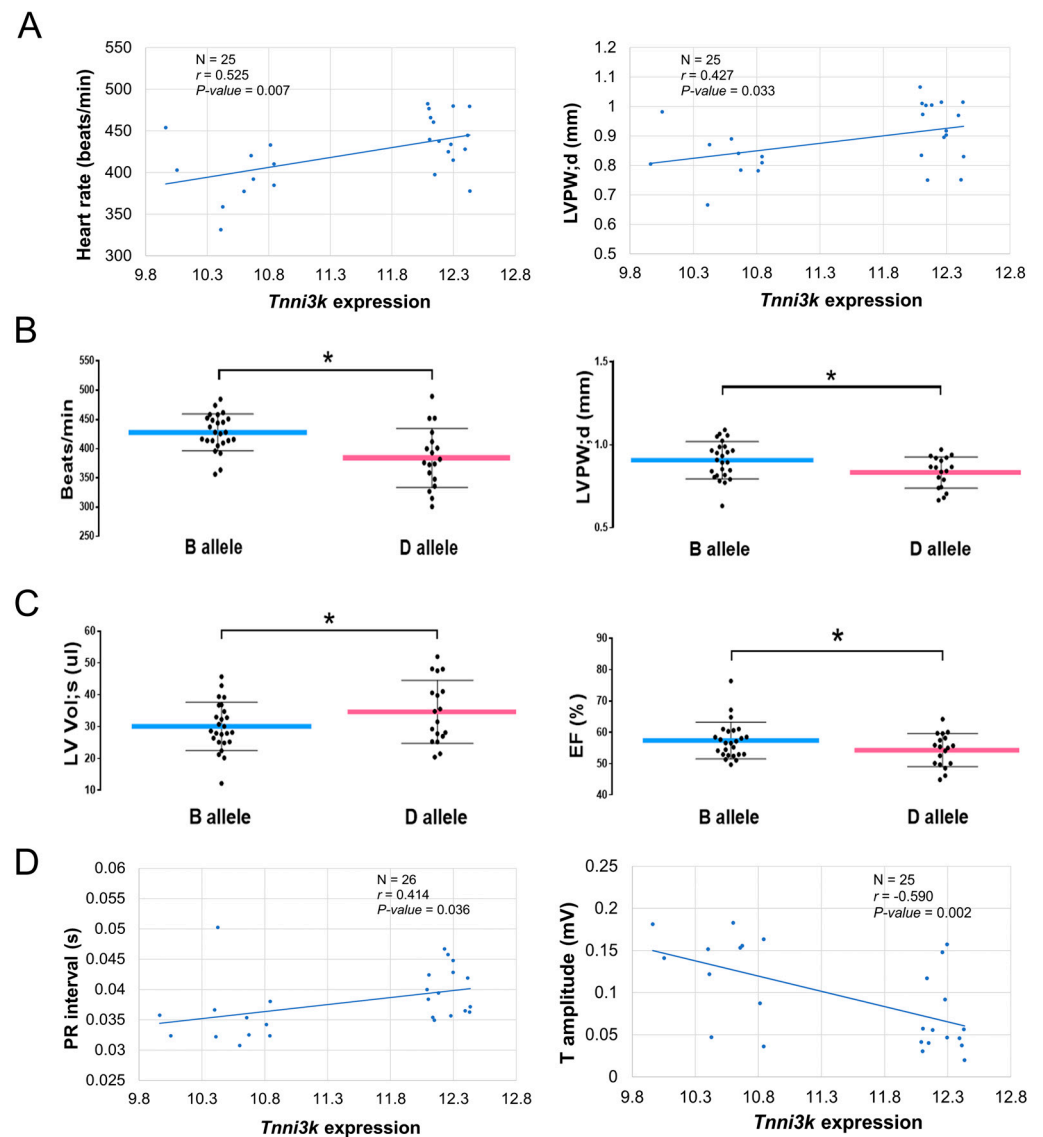 A
550
500
450
400
350
300
Heart rate (beats/min)
N = 25
r = 0.525
P-value = 0.007
9.8 10.3 10.8 11.3 11.8 12.3 12.8
Tnni3k expression
1.2
1.1
1
0.9
0.8
0.7
0.6
0.5
LVPW;d (mm)
N = 25
r = 0.427
P-value = 0.033
9.8 10.3 10.8 11.3 11.8 12.3 12.8
Tnni3k expression
B
550
500
450
400
350
300
250
Beats/min
*
B allele D allele
1.5
1.0
0.5
LVPW;d (mm)
*
B allele D allele
C
60
50
40
30
20
10
LV Vol;s (ul)
*
B allele D allele
90
80
70
60
50
40
EF (%)
*
B allele D allele
D
0.06
0.055
0.05
0.045
0.04
0.035
0.03
0.025
PR interval (s)
N = 26
r = 0.414
P-value = 0.036
9.8 10.3 10.8 11.3 11.8 12.3 12.8
Tnni3k expression
0.25
0.2
0.15
0.1
0.05
0
T amplitude (mV)
N = 25
r = -0.590
P-value = 0.002
9.8 10.3 10.8 11.3 11.8 12.3 12.8
Tnni3k expression